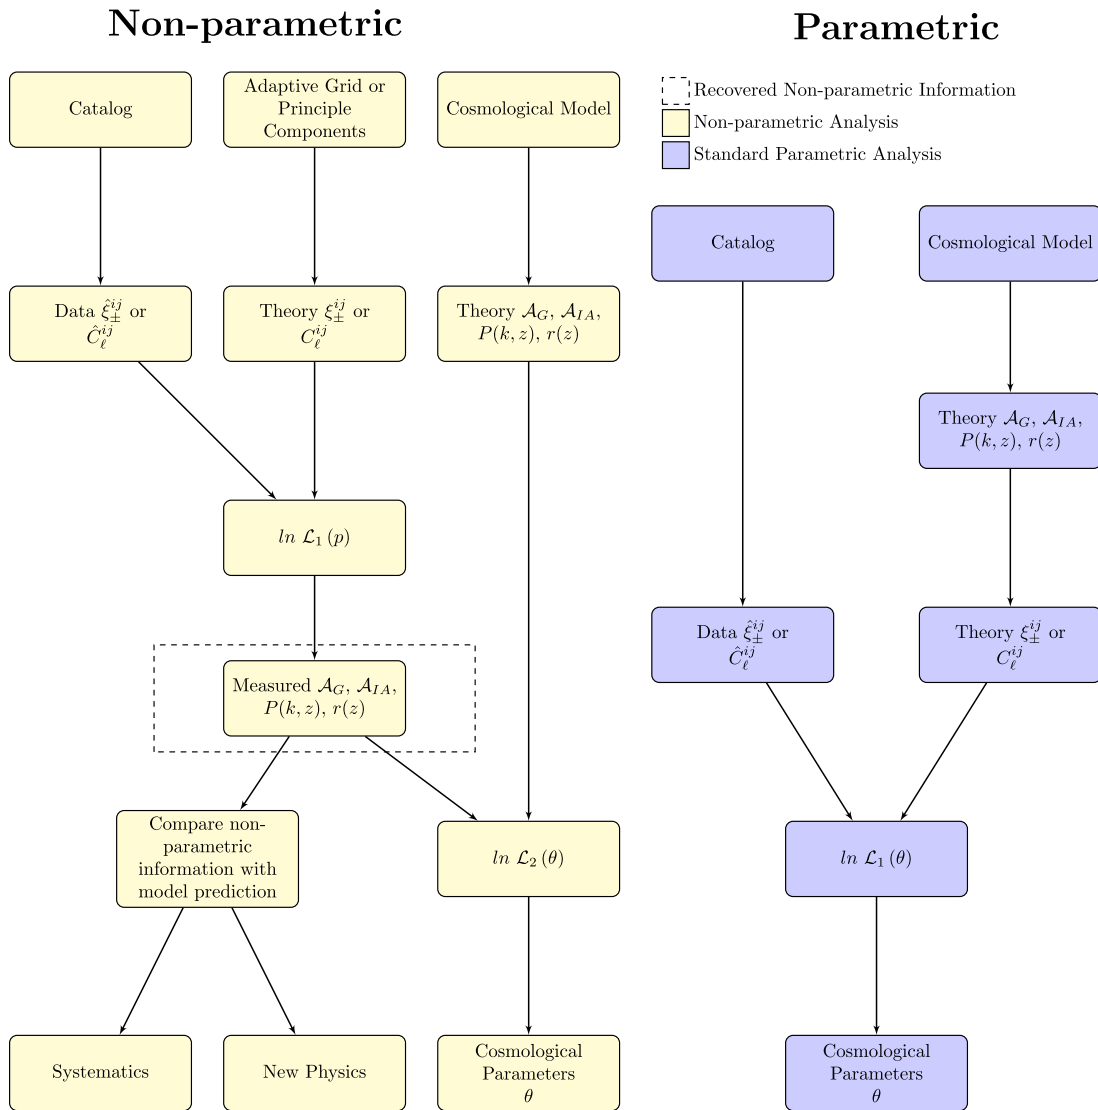 Non-parametric
Parametric
Recovered Non-parametric Information
Non-parametric Analysis
Standard Parametric Analysis
Catalog
Adaptive Grid or
Principle
Components
Cosmological Model
Data $\hat{\xi}_{\pm}^{ij}$ or
$\hat{C}_{\ell}^{ij}$
Theory $\xi_{\pm}^{ij}$ or
$C_{\ell}^{ij}$
Theory $\mathcal{A}_G$, $\mathcal{A}_{IA}$,
$P(k, z)$, $r(z)$
$ln\ \mathcal{L}_1\,(p)$
Measured $\mathcal{A}_G$, $\mathcal{A}_{IA}$,
$P(k, z)$, $r(z)$
Compare non-
parametric
information with
model prediction
$ln\ \mathcal{L}_2\,(\theta)$
Systematics
New Physics
Cosmological
Parameters
$\theta$
Catalog
Cosmological Model
Theory $\mathcal{A}_G$, $\mathcal{A}_{IA}$,
$P(k, z)$, $r(z)$
Data $\hat{\xi}_{\pm}^{ij}$ or
$\hat{C}_{\ell}^{ij}$
Theory $\xi_{\pm}^{ij}$ or
$C_{\ell}^{ij}$
$ln\ \mathcal{L}_1\,(\theta)$
Cosmological
Parameters
$\theta$